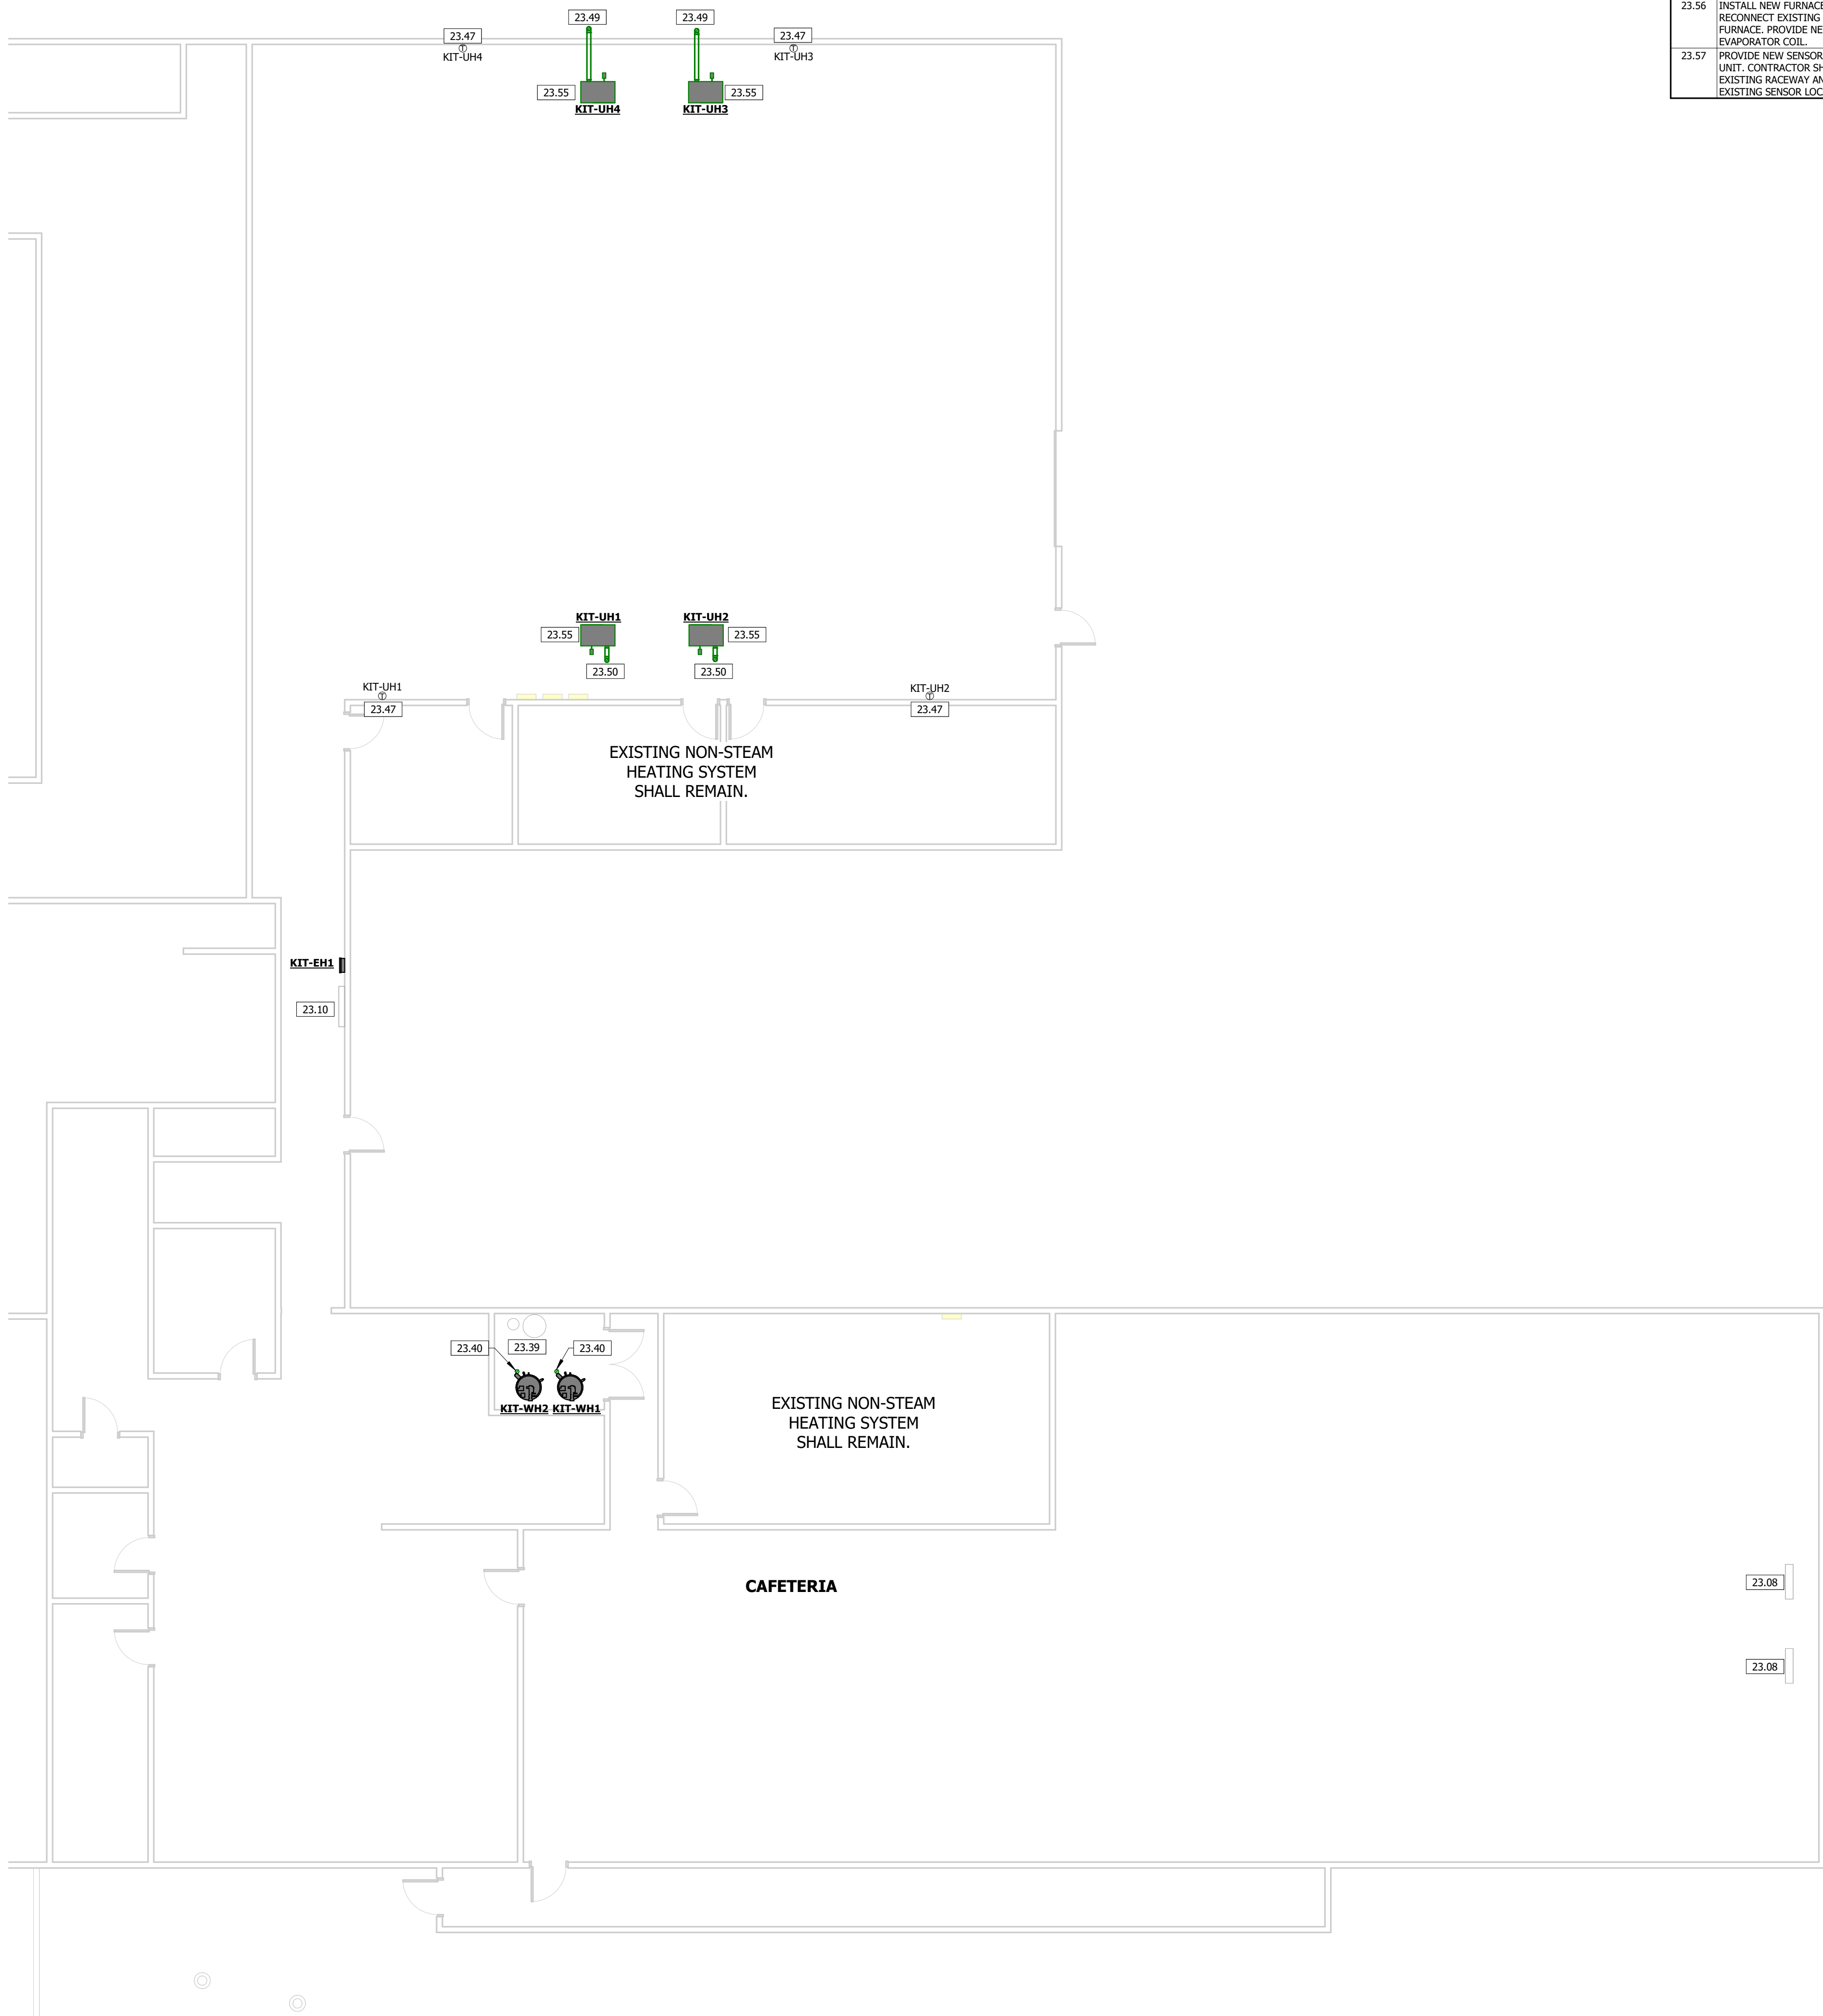 23.56 INSTALL NEW FURNACE
RECONNECT EXISTING
FURNACE. PROVIDE NE
EVAPORATOR COIL.
23.57 PROVIDE NEW SENSOR
UNIT. CONTRACTOR SH
EXISTING RACEWAY AN
EXISTING SENSOR LOC
23.49 23.49
23.47 23.47
T T
KIT-UH4 KIT-UH3
23.55 23.55
KIT-UH4 KIT-UH3
KIT-UH1 KIT-UH2
23.55 23.55
23.50 23.50
KIT-UH1 KIT-UH2
T T
23.47 23.47
EXISTING NON-STEAM
HEATING SYSTEM
SHALL REMAIN.
KIT-EH1
23.10
23.40 23.39 23.40
KIT-WH2 KIT-WH1
EXISTING NON-STEAM
HEATING SYSTEM
SHALL REMAIN.
CAFETERIA
23.08
23.08